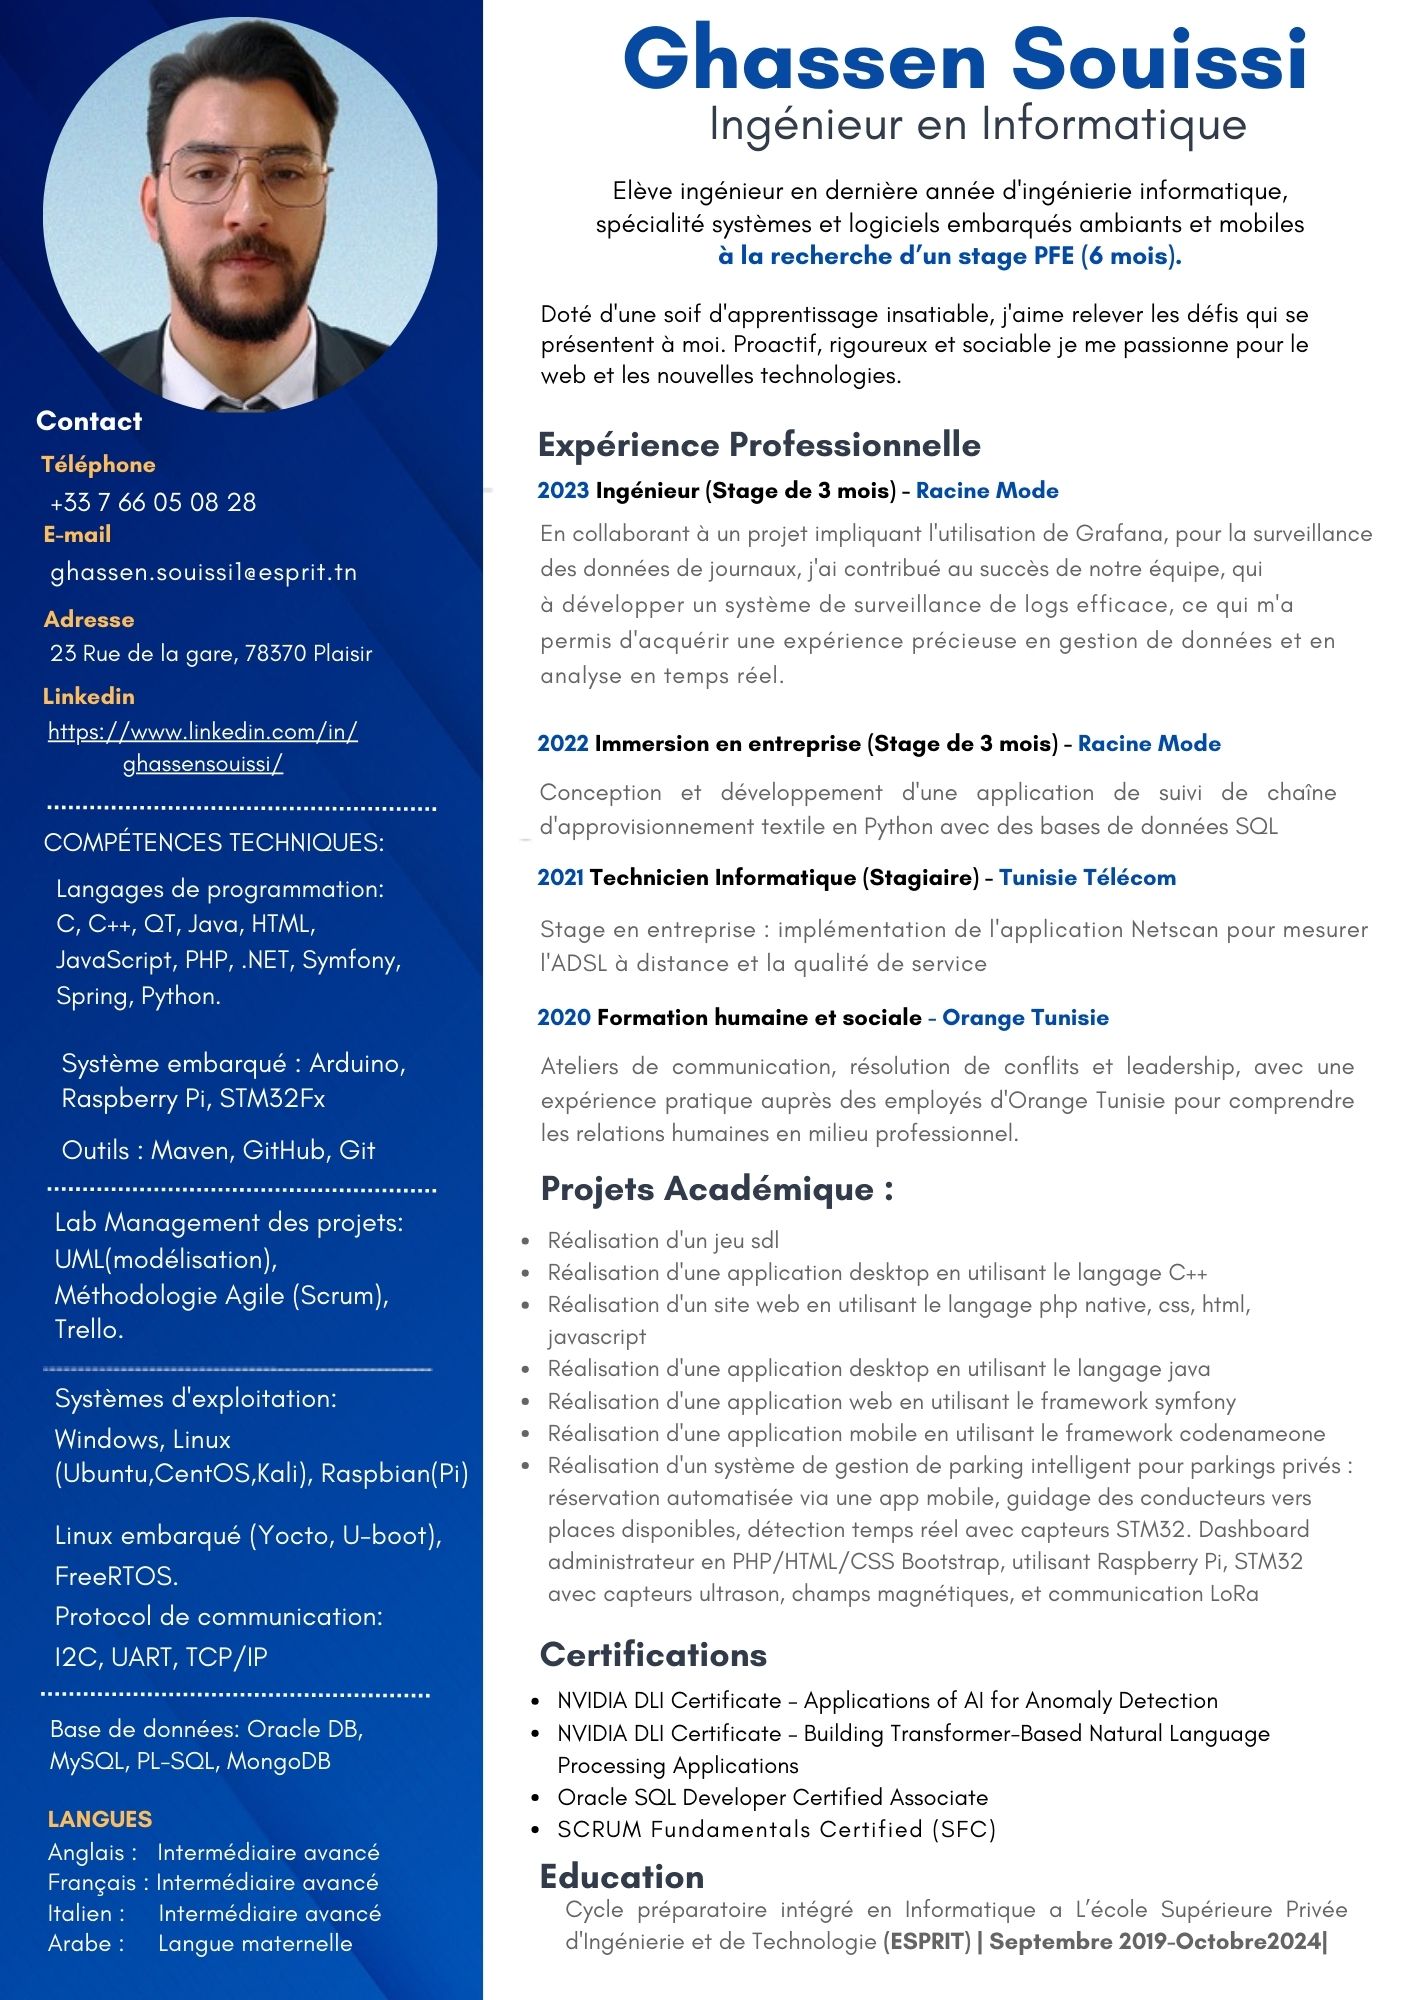 Ghassen Souissi
Ingénieur en Informatique
Elève ingénieur en dernière année d'ingénierie informatique,
spécialité systèmes et logiciels embarqués ambiants et mobiles
à la recherche d’un stage PFE (6 mois).
Doté d'une soif d'apprentissage insatiable, j'aime relever les défis qui se
présentent à moi. Proactif, rigoureux et sociable je me passionne pour le
web et les nouvelles technologies.
Contact
Téléphone
+33 7 66 05 08 28
E-mail
ghassen.souissi1@esprit.tn
Adresse
23 Rue de la gare, 78370 Plaisir
Linkedin
https://www.linkedin.com/in/
ghassensouissi/
COMPÉTENCES TECHNIQUES:
Langages de programmation:
C, C++, QT, Java, HTML,
JavaScript, PHP, .NET, Symfony,
Spring, Python.
Système embarqué : Arduino,
Raspberry Pi, STM32Fx
Outils : Maven, GitHub, Git
Lab Management des projets:
UML(modélisation),
Méthodologie Agile (Scrum),
Trello.
Systèmes d'exploitation:
Windows, Linux
(Ubuntu,CentOS,Kali), Raspbian(Pi)
Linux embarqué (Yocto, U-boot),
FreeRTOS.
Protocol de communication:
I2C, UART, TCP/IP
Base de données: Oracle DB,
MySQL, PL-SQL, MongoDB
LANGUES
Anglais : Intermédiaire avancé
Français : Intermédiaire avancé
Italien : Intermédiaire avancé
Arabe : Langue maternelle
Expérience Professionnelle
2023 Ingénieur (Stage de 3 mois) - Racine Mode
En collaborant à un projet impliquant l'utilisation de Grafana, pour la surveillance
des données de journaux, j'ai contribué au succès de notre équipe, qui
à développer un système de surveillance de logs efficace, ce qui m'a
permis d'acquérir une expérience précieuse en gestion de données et en
analyse en temps réel.
2022 Immersion en entreprise (Stage de 3 mois) - Racine Mode
Conception et développement d'une application de suivi de chaîne
d'approvisionnement textile en Python avec des bases de données SQL
2021 Technicien Informatique (Stagiaire) - Tunisie Télécom
Stage en entreprise : implémentation de l'application Netscan pour mesurer
l'ADSL à distance et la qualité de service
2020 Formation humaine et sociale - Orange Tunisie
Ateliers de communication, résolution de conflits et leadership, avec une
expérience pratique auprès des employés d'Orange Tunisie pour comprendre
les relations humaines en milieu professionnel.
Projets Académique :
• Réalisation d'un jeu sdl
• Réalisation d'une application desktop en utilisant le langage C++
• Réalisation d'un site web en utilisant le langage php native, css, html,
javascript
• Réalisation d'une application desktop en utilisant le langage java
• Réalisation d'une application web en utilisant le framework symfony
• Réalisation d'une application mobile en utilisant le framework codenameone
• Réalisation d'un système de gestion de parking intelligent pour parkings privés :
réservation automatisée via une app mobile, guidage des conducteurs vers
places disponibles, détection temps réel avec capteurs STM32. Dashboard
administrateur en PHP/HTML/CSS Bootstrap, utilisant Raspberry Pi, STM32
avec capteurs ultrason, champs magnétiques, et communication LoRa
Certifications
• NVIDIA DLI Certificate – Applications of AI for Anomaly Detection
• NVIDIA DLI Certificate – Building Transformer-Based Natural Language
Processing Applications
• Oracle SQL Developer Certified Associate
• SCRUM Fundamentals Certified (SFC)
Education
Cycle préparatoire intégré en Informatique a L’école Supérieure Privée
d'Ingénierie et de Technologie (ESPRIT) | Septembre 2019-Octobre2024|